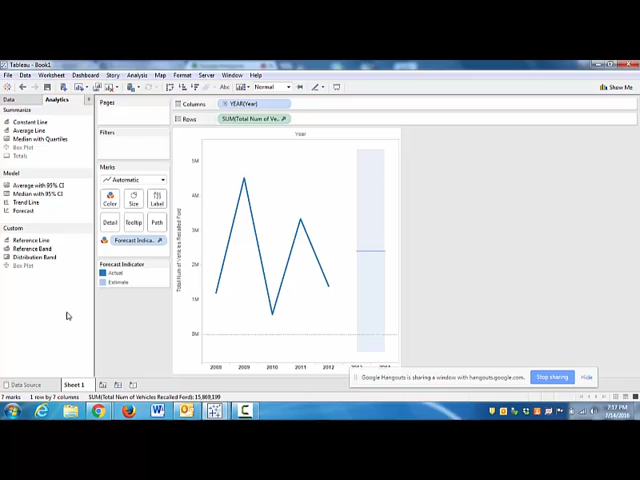 Tableau - Book1
File Data Worksheet Dashboard Story Analysis Map Format Server Window Help
Abc Normal Show Me
Data Analytics
Summarize
Constant Line
Average Line
Median with Quartiles
Box Plot
Totals
Model
Average with 95% CI
Median with 95% CI
Trend Line
Forecast
Custom
Reference Line
Reference Band
Distribution Band
Box Plot
Pages
Filters
Marks
Automatic
Color Size Label
Detail Tooltip Path
Forecast Indica..
Forecast Indicator
Actual
Estimate
Columns YEAR(Year)
Rows SUM(Total Num of Ve..
Year
Total Num of Vehicles Recalled Ford
5M
4M
3M
2M
1M
0M
2008 2009 2010 2011 2012
Google Hangouts is sharing a window with hangouts.google.com.
Stop sharing
Hide
Data Source Sheet 1
7 marks 1 row by 7 columns SUM(Total Num of Vehicles Recalled Ford): 15,869,199
7:17 PM
7/14/2016